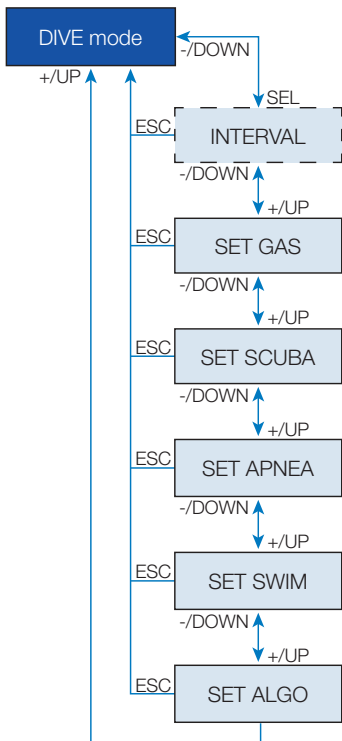 DIVE mode
-/DOWN
+/UP
SEL
ESC
INTERVAL
-/DOWN
+/UP
ESC
SET GAS
-/DOWN
+/UP
ESC
SET SCUBA
-/DOWN
+/UP
ESC
SET APNEA
-/DOWN
+/UP
ESC
SET SWIM
-/DOWN
+/UP
ESC
SET ALGO